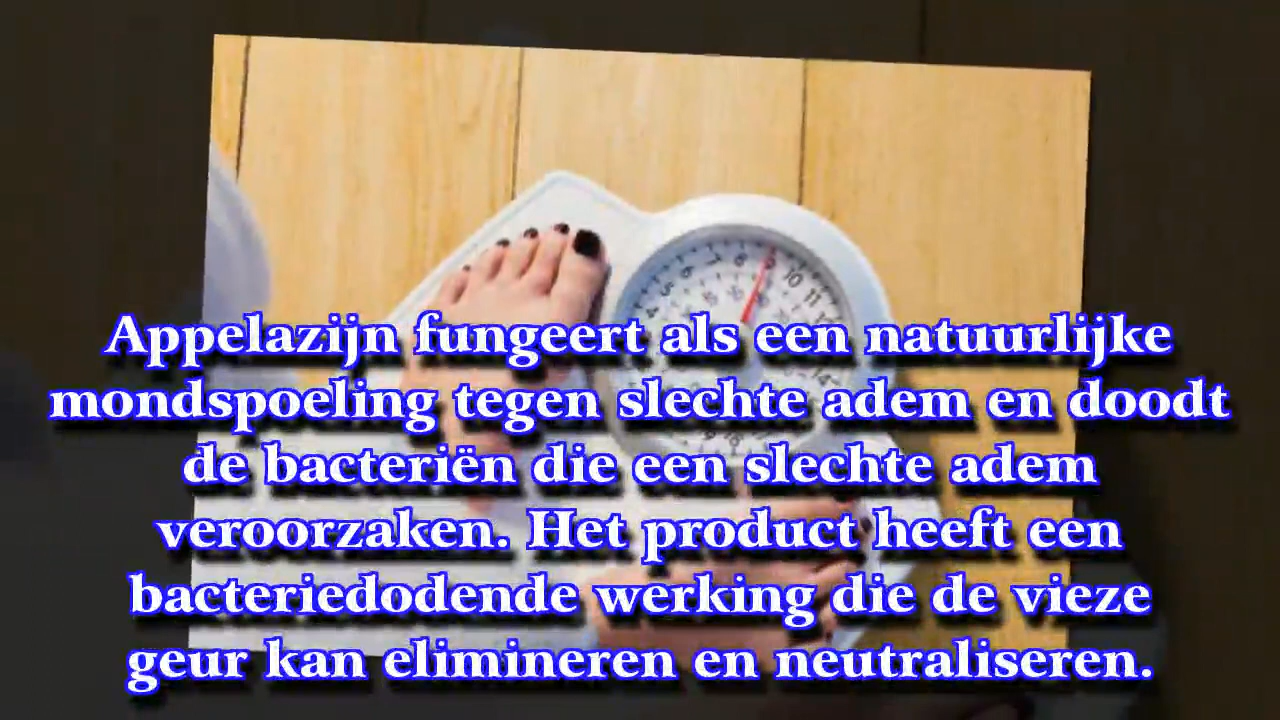 Appelazijn fungeert als een natuurlijke
mondspoeling tegen slechte adem en doodt
de bacteriën die een slechte adem
veroorzaken. Het product heeft een
bacteriedodende werking die de vieze
geur kan elimineren en neutraliseren.